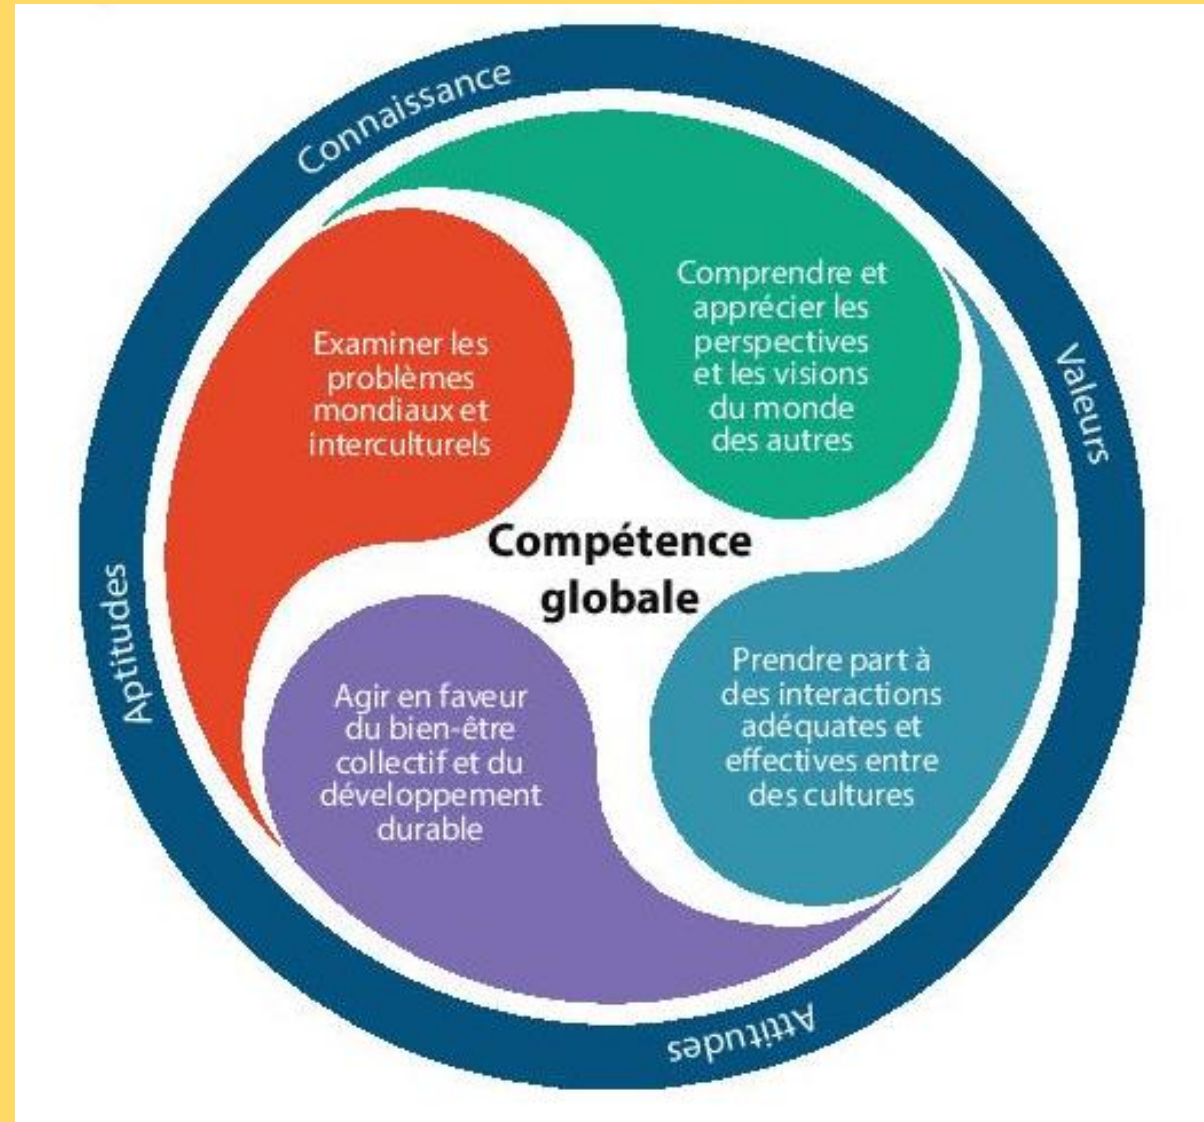 Connaissance
Valeurs
Attitudes
Aptitudes
Examiner les
problèmes
mondiaux et
interculturels
Comprendre et
apprécier les
perspectives
et les visions
du monde
des autres
Compétence
globale
Agir en faveur
du bien-être
collectif et du
développement
durable
Prendre part à
des interactions
adéquates et
effectives entre
des cultures